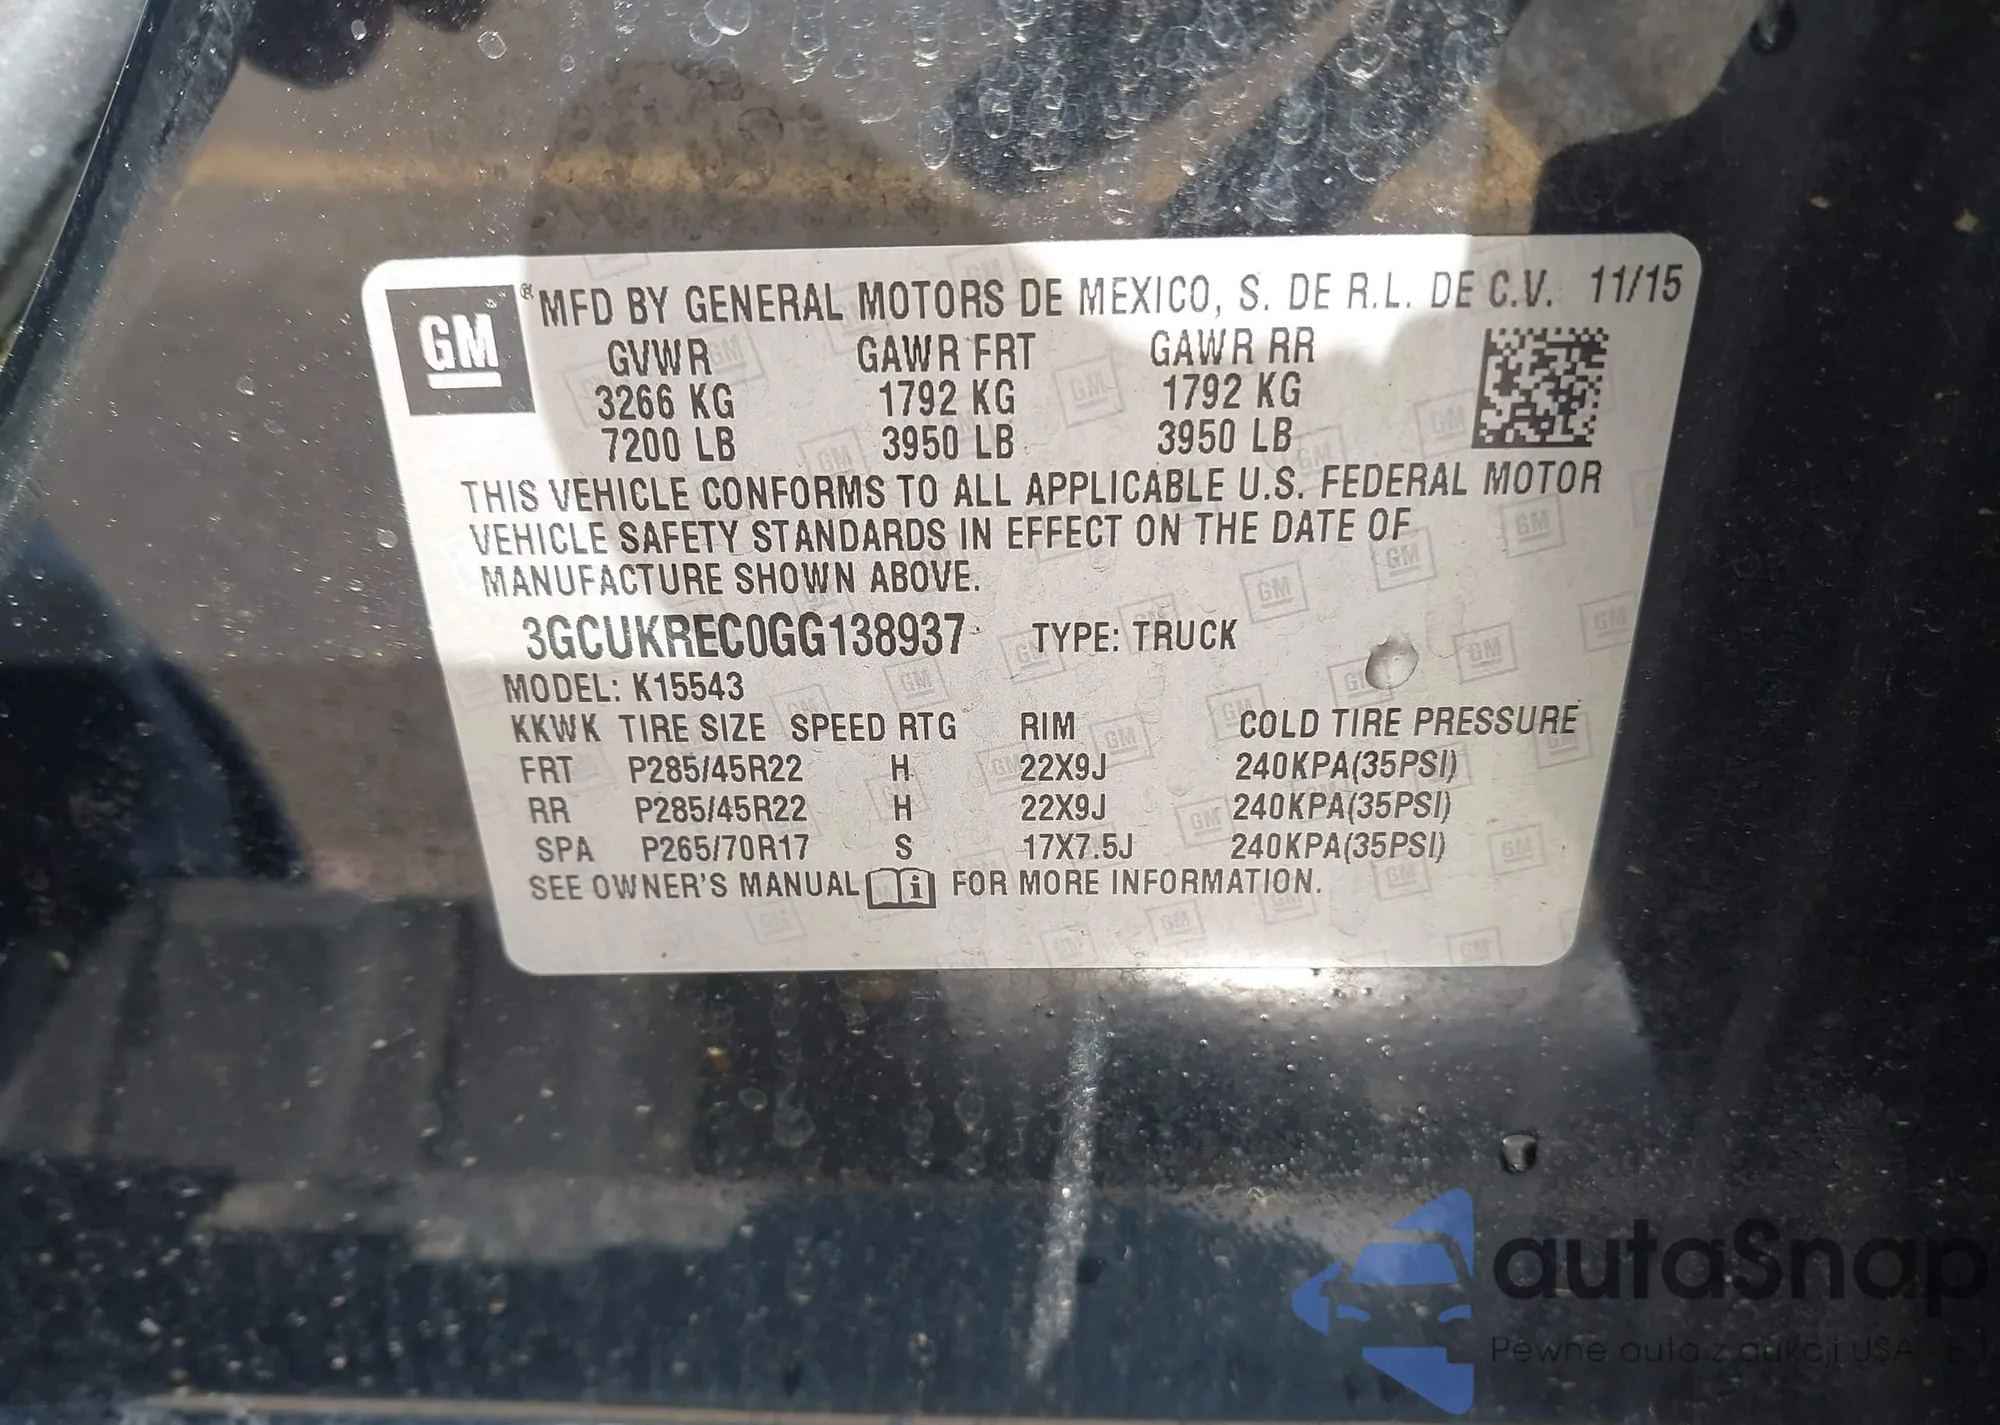 GM ® MFD BY GENERAL MOTORS DE MEXICO, S. DE R.L. DE C.V. 11/15
GVWR GAWR FRT GAWR RR
3266 KG 1792 KG 1792 KG
7200 LB 3950 LB 3950 LB
THIS VEHICLE CONFORMS TO ALL APPLICABLE U.S. FEDERAL MOTOR
VEHICLE SAFETY STANDARDS IN EFFECT ON THE DATE OF
MANUFACTURE SHOWN ABOVE.
3GCUKREC0GG138937 TYPE: TRUCK
MODEL: K15543
KKWK TIRE SIZE SPEED RTG RIM COLD TIRE PRESSURE
FRT P285/45R22 H 22X9J 240KPA(35PSI)
RR P285/45R22 H 22X9J 240KPA(35PSI)
SPA P265/70R17 S 17X7.5J 240KPA(35PSI)
SEE OWNER'S MANUAL i FOR MORE INFORMATION.
autaSnap
Pewne auta z aukcji USA